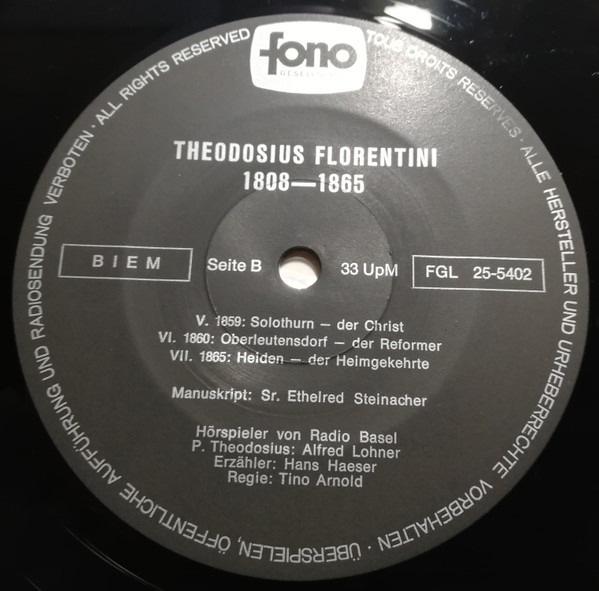 fono
GESELLSCHAFT
THEODOSIUS FLORENTINI
1808—1865
BIEM
Seite B
33 UpM
FGL 25-5402
V. 1859: Solothurn – der Christ
VI. 1860: Oberleutensdorf – der Reformer
VII. 1865: Heiden – der Heimgekehrte
Manuskript: Sr. Ethelred Steinacher
Hörspieler von Radio Basel
P. Theodosius: Alfred Lohner
Erzähler: Hans Haeser
Regie: Tino Arnold
TOUS DROITS RESERVES · ALLE HERSTELLER UND URHEBERRECHTE VORBEHALTEN · ÜBERSPIELEN, ÖFFENTLICHE AUFFÜHRUNG UND RADIOSENDUNG VERBOTEN · ALL RIGHTS RESERVED